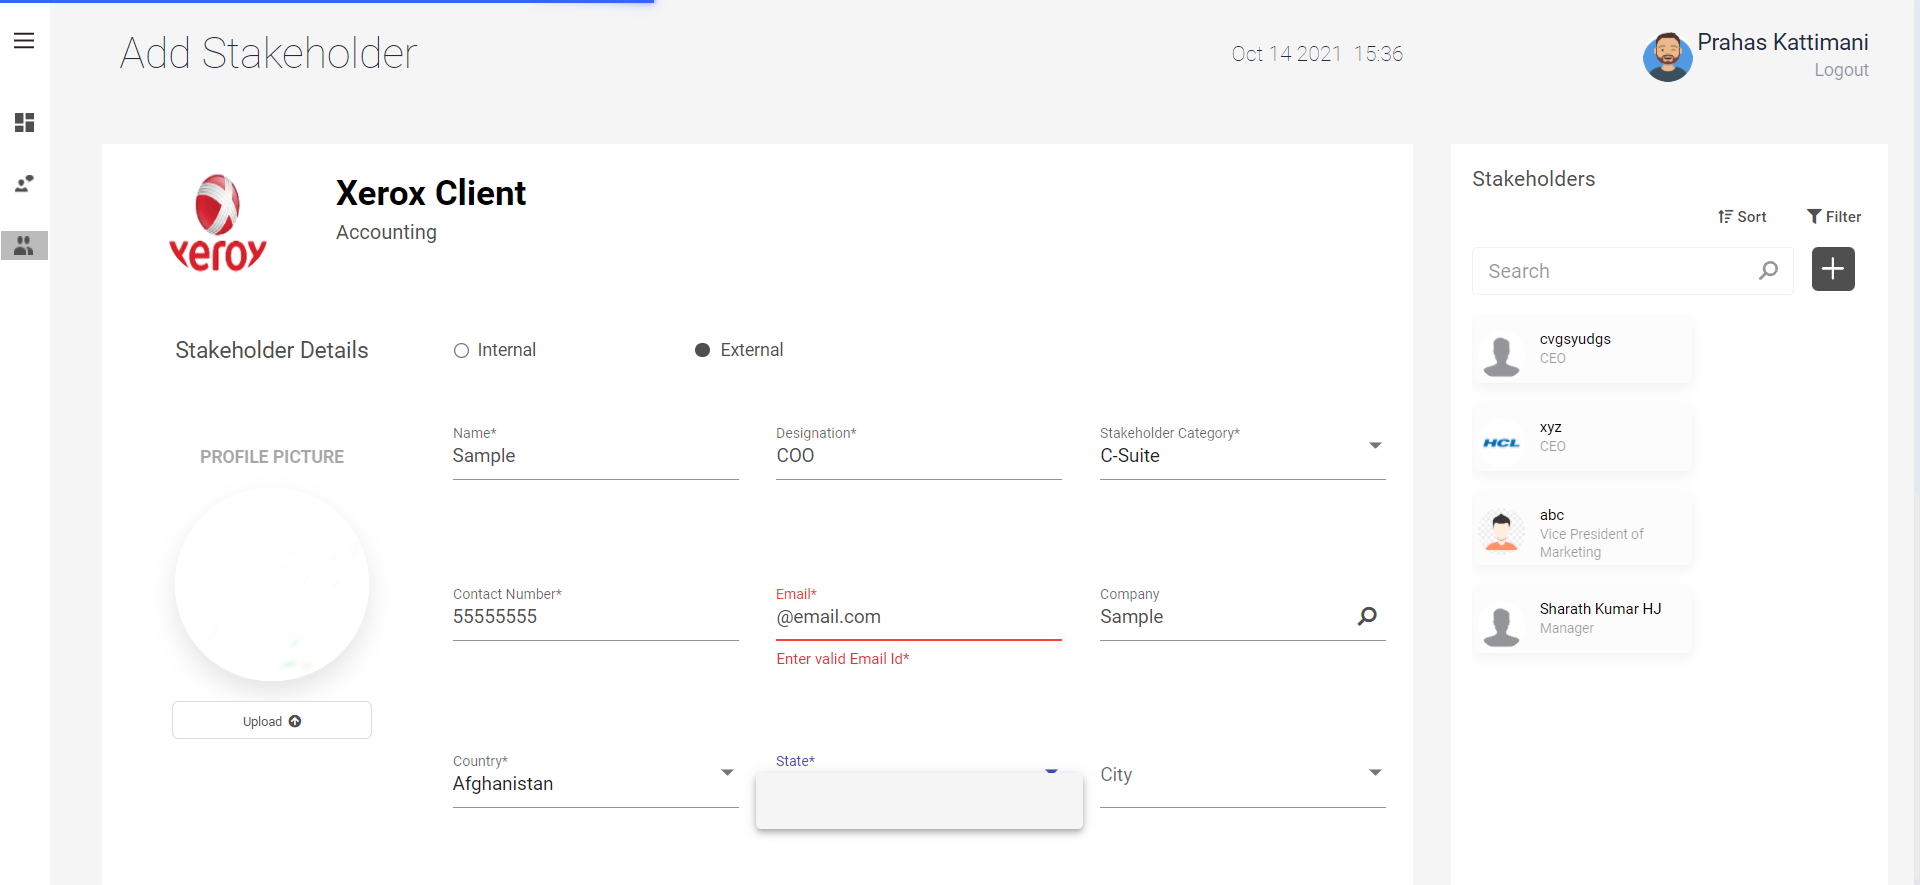 Add Stakeholder
Oct 14 2021 15:36
Prahas Kattimani
Logout
xeroy
Xerox Client
Accounting
Stakeholder Details
Internal
External
PROFILE PICTURE
Upload
Name*
Sample
Designation*
COO
Stakeholder Category*
C-Suite
Contact Number*
55555555
Email*
@email.com
Enter valid Email Id*
Company
Sample
Country*
Afghanistan
State*
City
Stakeholders
Sort
Filter
Search
cvgsyudgs
CEO
HCL
xyz
CEO
abc
Vice President of
Marketing
Sharath Kumar HJ
Manager